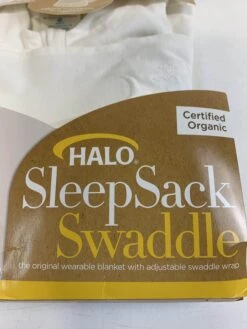 Certified
Organic
HALO®
SleepSack
Swaddle
the original wearable blanket with adjustable swaddle wrap